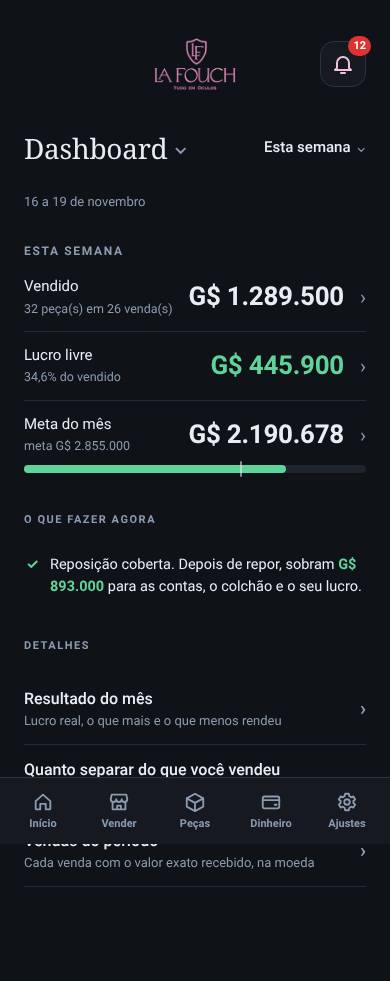 LF
LA FOUCH
TUDO EM ÓCULOS
12
Dashboard
Esta semana
16 a 19 de novembro
ESTA SEMANA
Vendido
32 peça(s) em 26 venda(s)
G$ 1.289.500
Lucro livre
34,6% do vendido
G$ 445.900
Meta do mês
meta G$ 2.855.000
G$ 2.190.678
O QUE FAZER AGORA
Reposição coberta. Depois de repor, sobram G$
893.000 para as contas, o colchão e o seu lucro.
DETALHES
Resultado do mês
Lucro real, o que mais e o que menos rendeu
Quanto separar do que você vendeu
Início
Vender
Peças
Dinheiro
Ajustes
Vendas do período
Cada venda com o valor exato recebido, na moeda